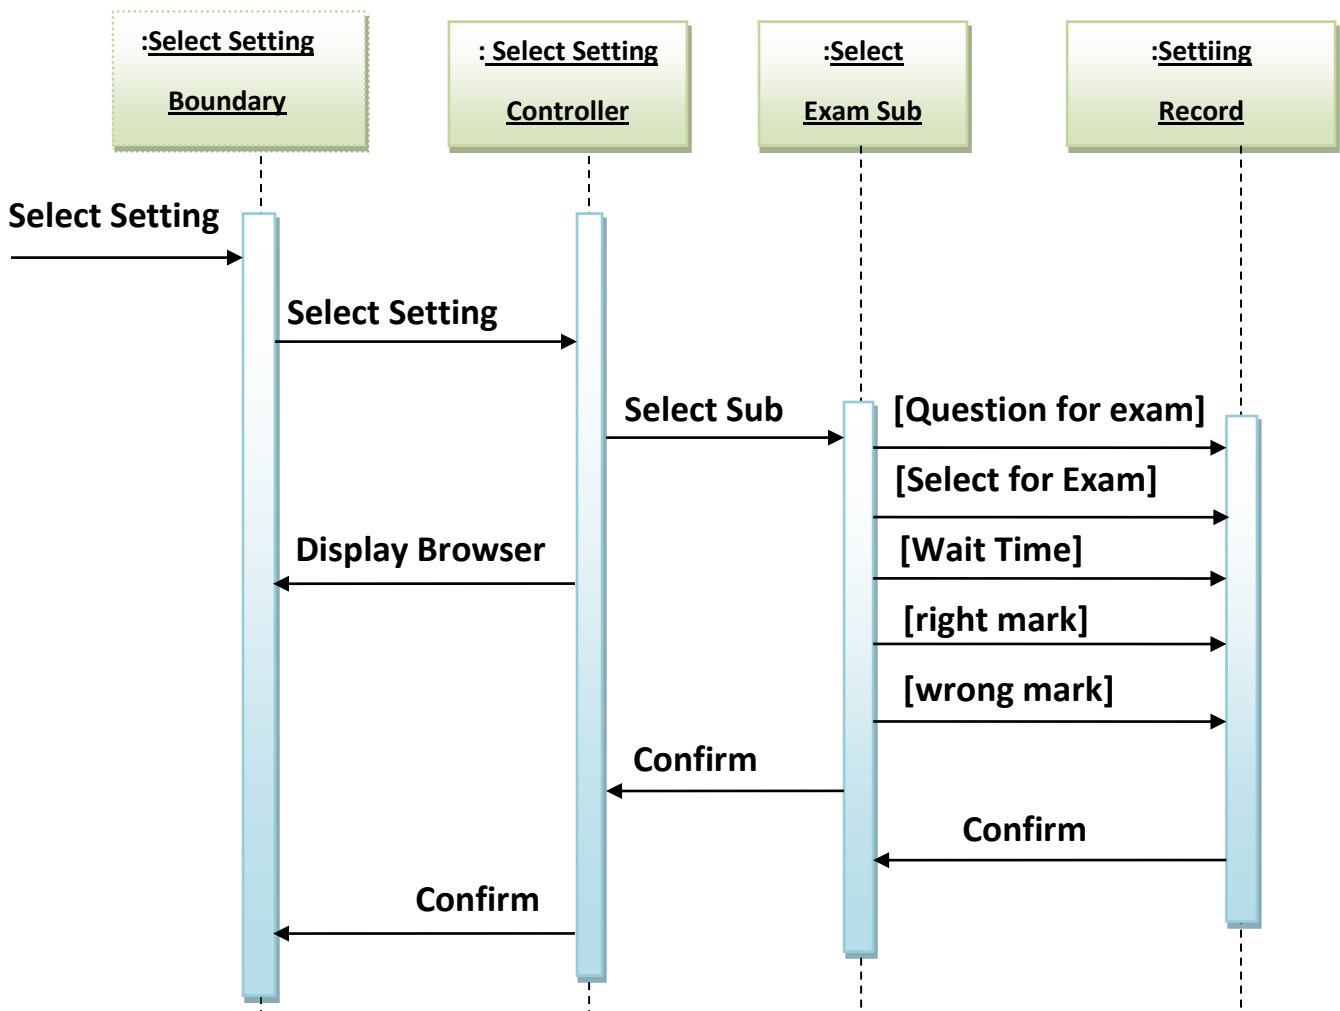 :Select Setting
Boundary
: Select Setting
Controller
:Select
Exam Sub
:Settiing
Record
Select Setting
Select Setting
Select Sub
[Question for exam]
[Select for Exam]
Display Browser
[Wait Time]
[right mark]
[wrong mark]
Confirm
Confirm
Confirm